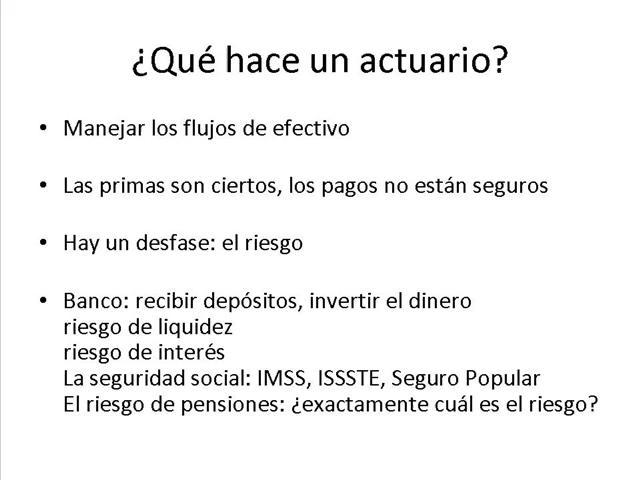 ¿Qué hace un actuario?
• Manejar los flujos de efectivo
• Las primas son ciertos, los pagos no están seguros
• Hay un desfase: el riesgo
• Banco: recibir depósitos, invertir el dinero
riesgo de liquidez
riesgo de interés
La seguridad social: IMSS, ISSSTE, Seguro Popular
El riesgo de pensiones: ¿exactamente cuál es el riesgo?